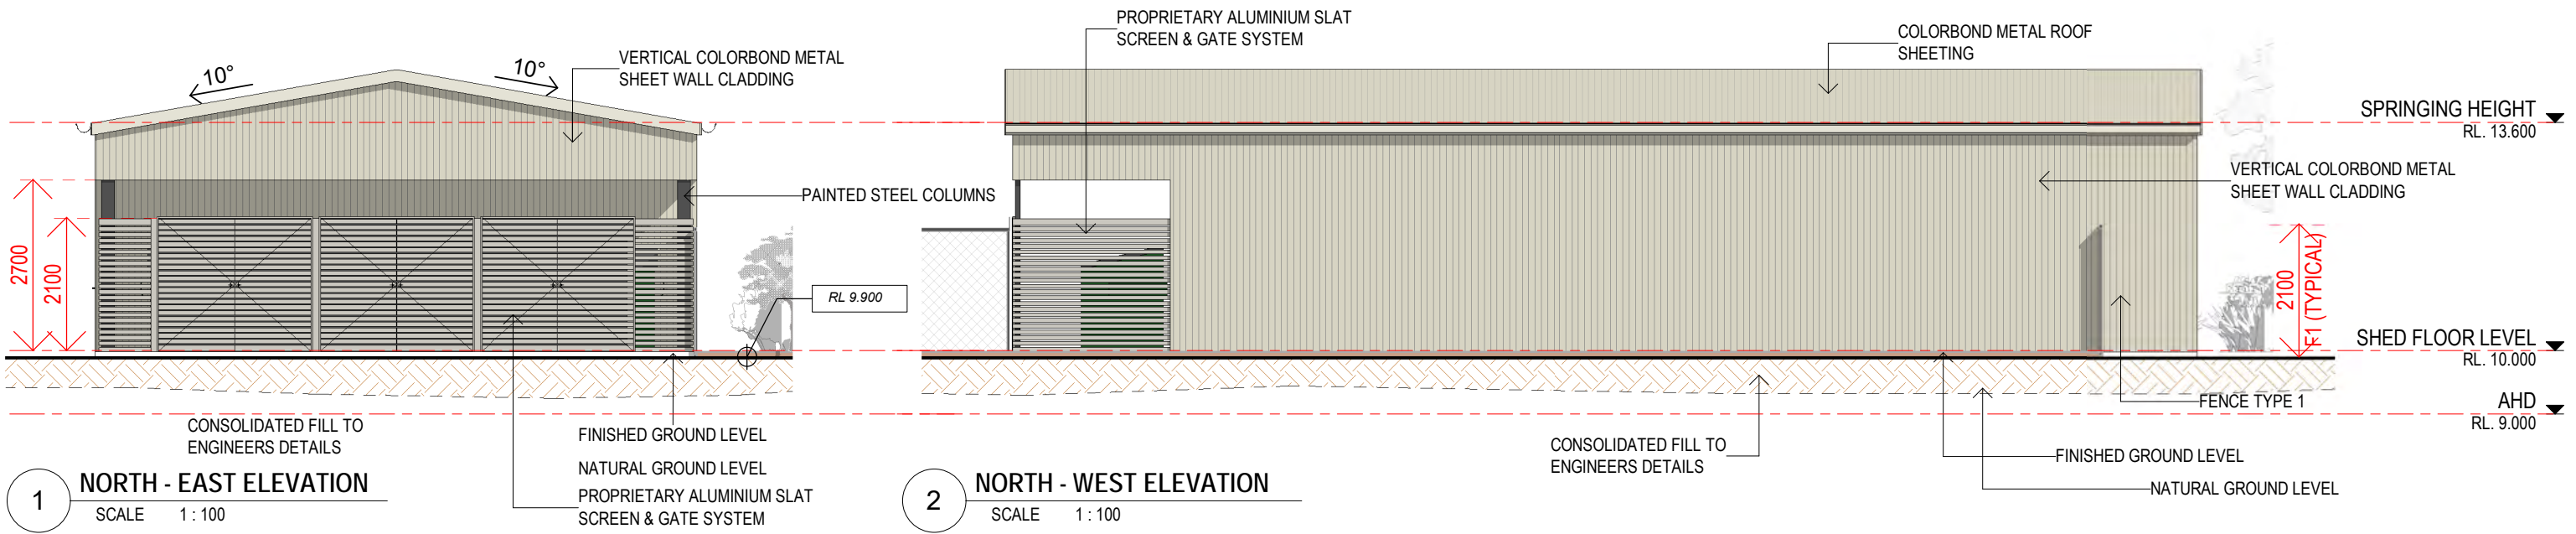 10°
10°
VERTICAL COLORBOND METAL
SHEET WALL CLADDING
PAINTED STEEL COLUMNS
2700
2100
RL 9.900
CONSOLIDATED FILL TO
ENGINEERS DETAILS
FINISHED GROUND LEVEL
NATURAL GROUND LEVEL
PROPRIETARY ALUMINIUM SLAT
SCREEN & GATE SYSTEM
1
NORTH - EAST ELEVATION
SCALE 1 : 100
PROPRIETARY ALUMINIUM SLAT
SCREEN & GATE SYSTEM
COLORBOND METAL ROOF
SHEETING
SPRINGING HEIGHT
RL. 13.600
VERTICAL COLORBOND METAL
SHEET WALL CLADDING
2100
F1 (TYPICAL)
SHED FLOOR LEVEL
RL. 10.000
FENCE TYPE 1
AHD
RL. 9.000
CONSOLIDATED FILL TO
ENGINEERS DETAILS
FINISHED GROUND LEVEL
NATURAL GROUND LEVEL
2
NORTH - WEST ELEVATION
SCALE 1 : 100